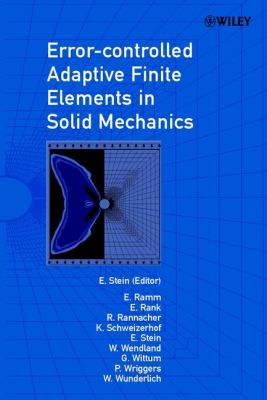 WILEY
Error-controlled
Adaptive Finite
Elements in
Solid Mechanics
E. Stein (Editor)
E. Ramm
E. Rank
R. Rannacher
K. Schweizerhof
E. Stein
W. Wendland
G. Wittum
P. Wriggers
W. Wunderlich